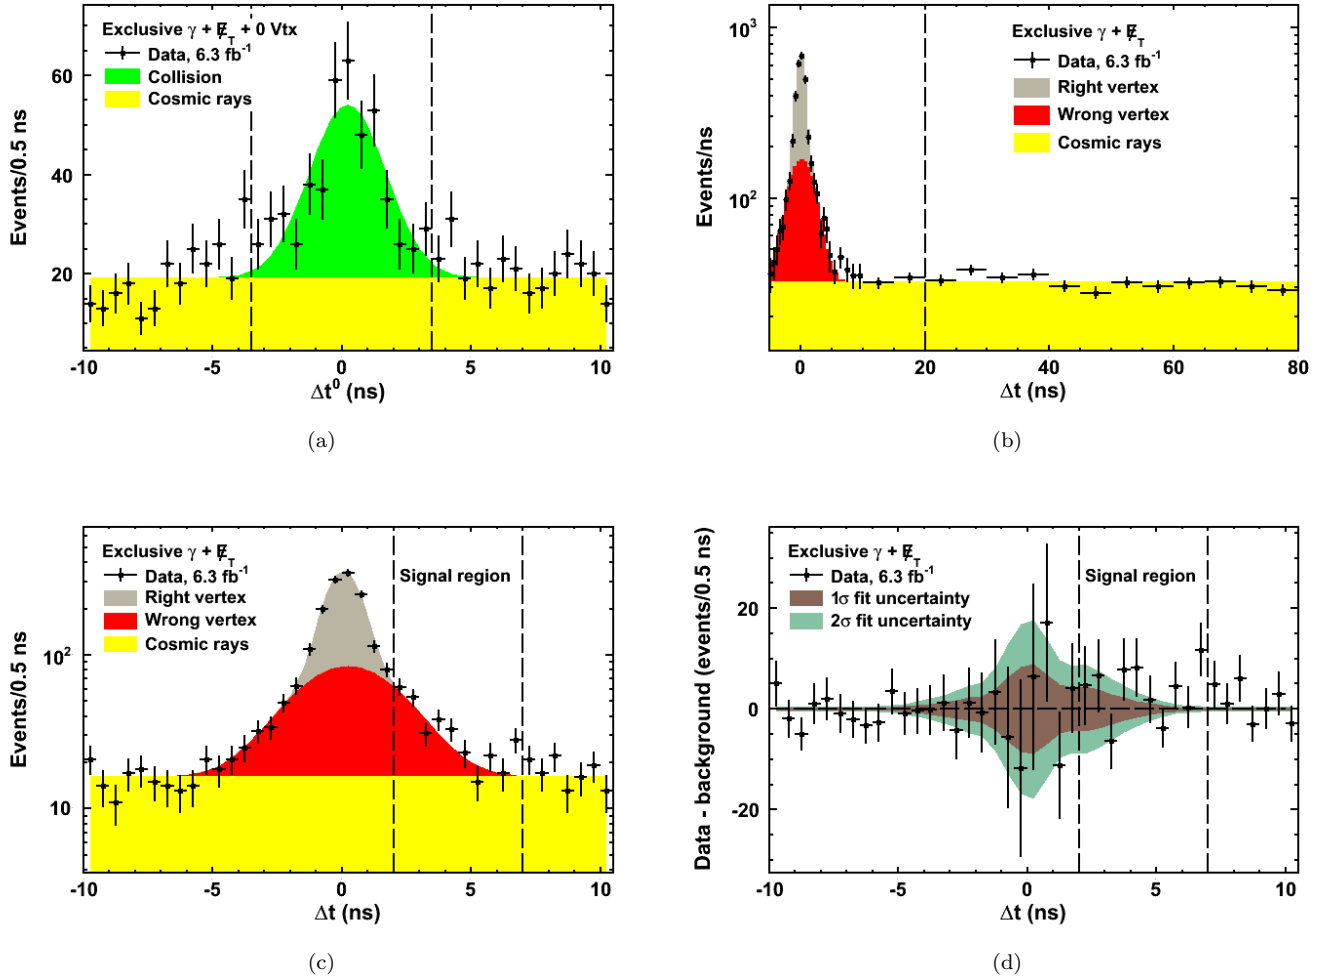 Exclusive γ + E̸_T + 0 Vtx
Data, 6.3 fb⁻¹
Collision
Cosmic rays
60
40
20
Events/0.5 ns
-10 -5 0 5 10
Δt⁰ (ns)
(a)
Exclusive γ + E̸_T
Data, 6.3 fb⁻¹
Right vertex
Wrong vertex
Cosmic rays
10³
10²
Events/ns
0 20 40 60 80
Δt (ns)
(b)
Exclusive γ + E̸_T
Data, 6.3 fb⁻¹
Right vertex
Wrong vertex
Cosmic rays
Signal region
10²
10
Events/0.5 ns
-10 -5 0 5 10
Δt (ns)
(c)
Exclusive γ + E̸_T
Data, 6.3 fb⁻¹
1σ fit uncertainty
2σ fit uncertainty
Signal region
20
0
-20
Data - background (events/0.5 ns)
-10 -5 0 5 10
Δt (ns)
(d)